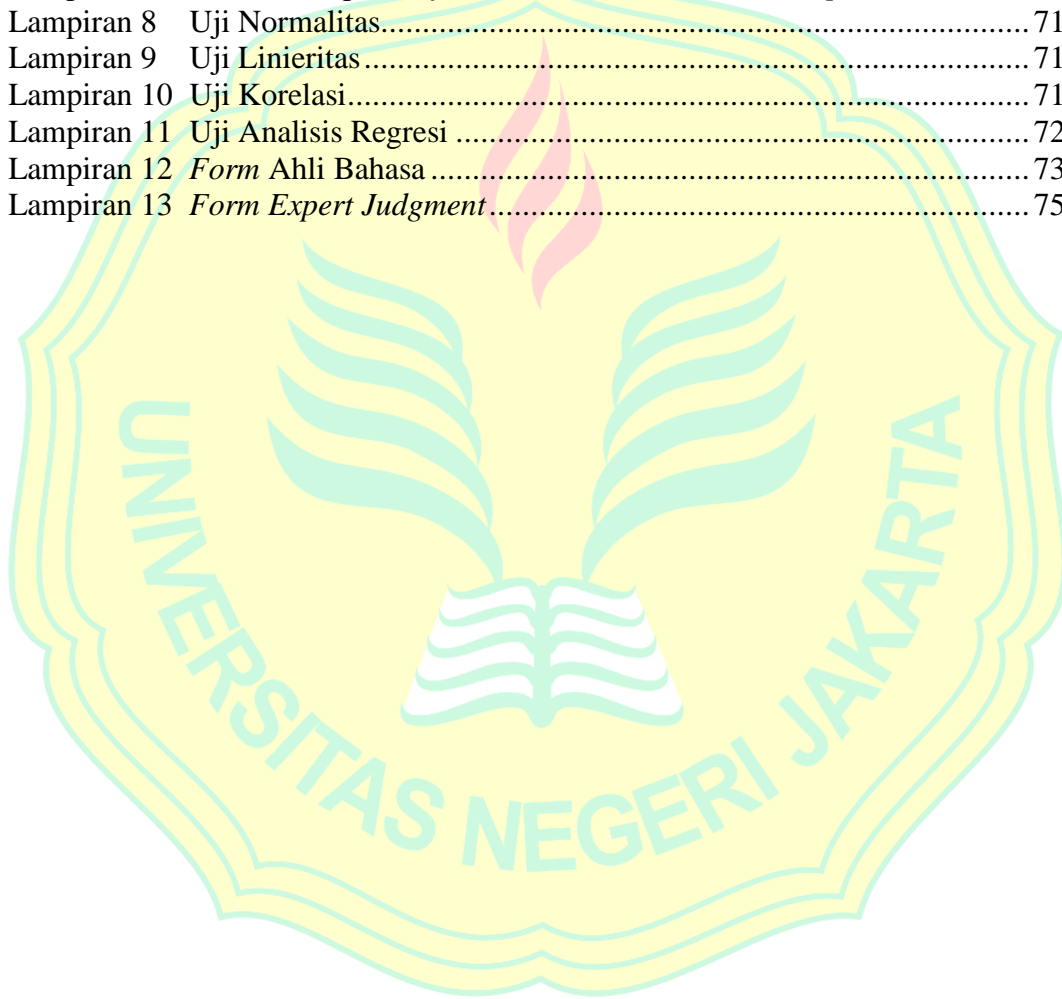 Lampiran 8 Uji Normalitas........................................................................ 71
Lampiran 9 Uji Linieritas........................................................................... 71
Lampiran 10 Uji Korelasi............................................................................. 71
Lampiran 11 Uji Analisis Regresi............................................................... 72
Lampiran 12 Form Ahli Bahasa................................................................... 73
Lampiran 13 Form Expert Judgment............................................................ 75
UNIVERSITAS NEGERI JAKARTA